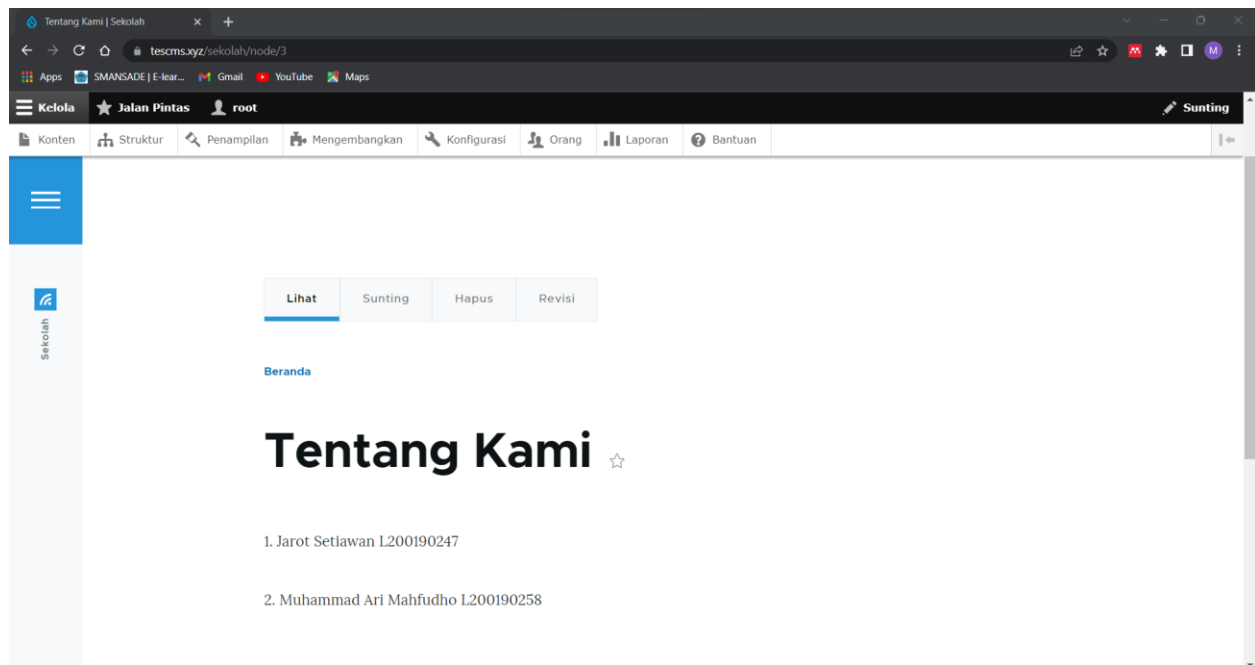 Tentang Kami | Sekolah
tescms.xyz/sekolah/node/3
Apps SMANSADE | E-lear... Gmail YouTube Maps
M
Kelola Jalan Pintas root Sunting
Konten Struktur Penampilan Mengembangkan Konfigurasi Orang Laporan Bantuan
Lihat Sunting Hapus Revisi
Sekolah
Beranda
Tentang Kami
1. Jarot Setiawan L200190247
2. Muhammad Ari Mahfudho L200190258